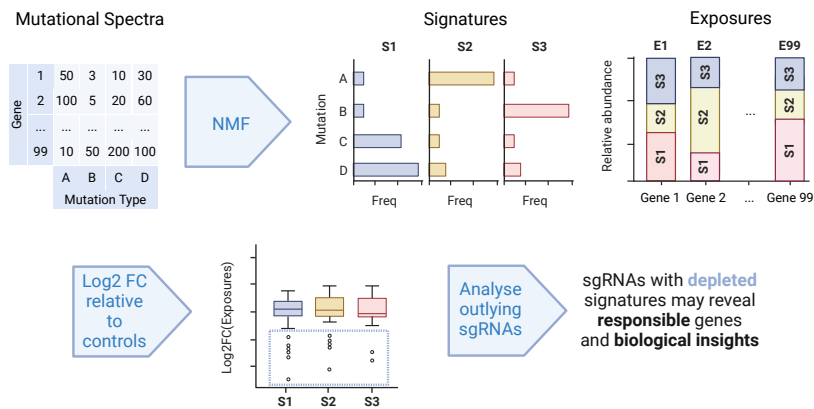 Mutational Spectra
Signatures
Exposures
Gene
1 50 3 10 30
2 100 5 20 60
... ... ...
99 10 50 200 100
A B C D
Mutation Type
NMF
S1 S2 S3
Mutation
A
B
C
D
Freq Freq Freq
E1 E2 E99
Relative abundance
S3 S3 S3
S2 S2 S2
S1 S1 S1
...
Gene 1 Gene 2 ... Gene 99
Log2 FC
relative
to
controls
Log2FC(Exposures)
S1 S2 S3
Analyse
outlying
sgRNAs
sgRNAs with depleted
signatures may reveal
responsible genes
and biological insights